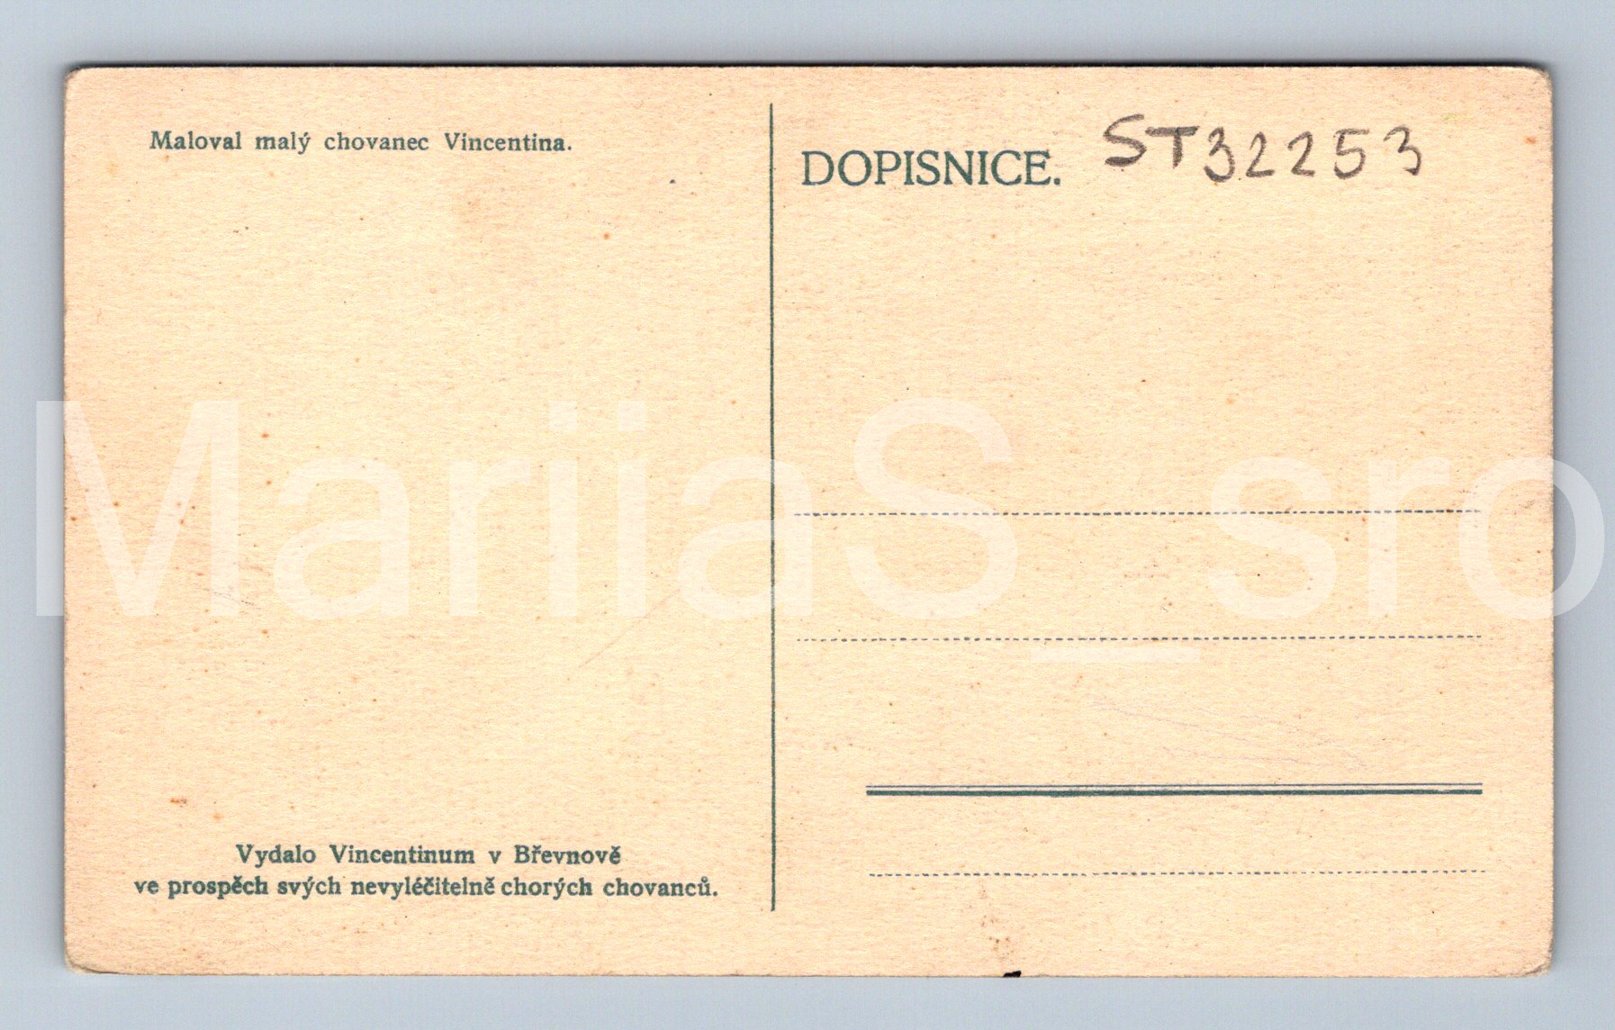 Maloval malý chovanec Vincentina.
DOPISNICE.
ST32253
MariiaS_sro
Vydalo Vincentinum v Břevnově
ve prospěch svých nevyléčitelně chorých chovanců.